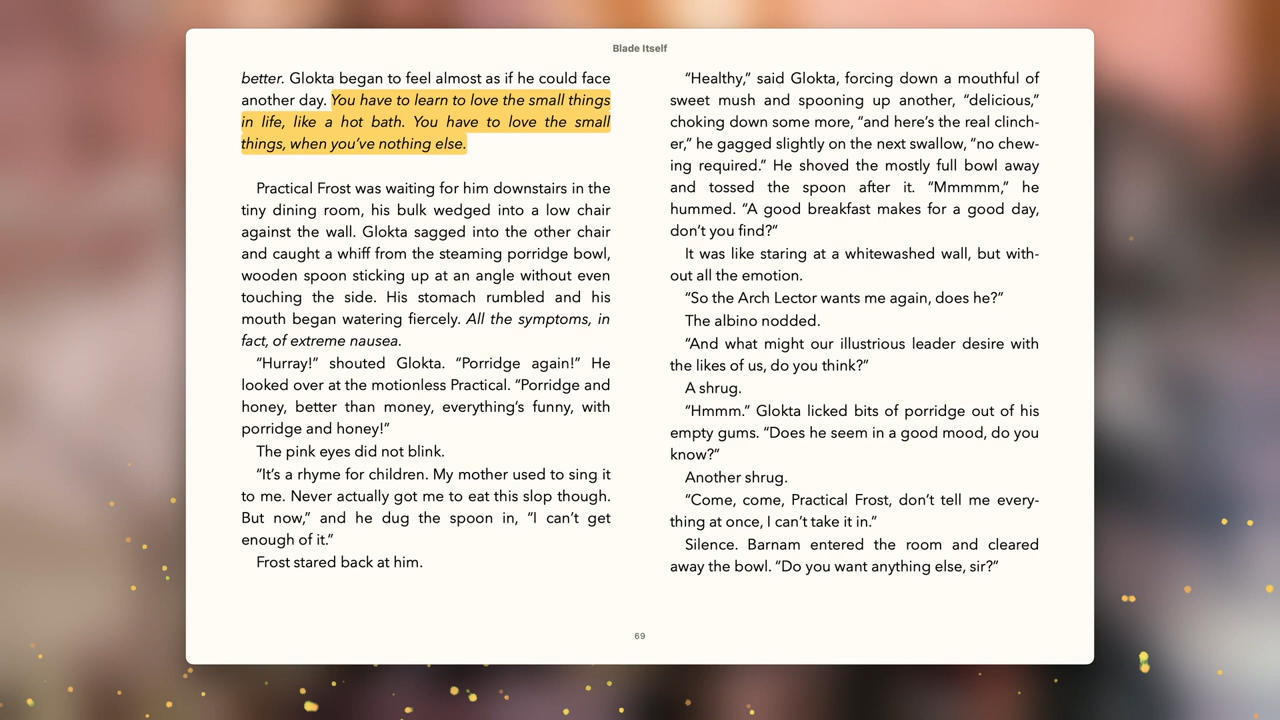 Blade Itself
better. Glokta began to feel almost as if he could face
another day. You have to learn to love the small things
in life, like a hot bath. You have to love the small
things, when you’ve nothing else.
Practical Frost was waiting for him downstairs in the
tiny dining room, his bulk wedged into a low chair
against the wall. Glokta sagged into the other chair
and caught a whiff from the steaming porridge bowl,
wooden spoon sticking up at an angle without even
touching the side. His stomach rumbled and his
mouth began watering fiercely. All the symptoms, in
fact, of extreme nausea.
“Hurray!” shouted Glokta. “Porridge again!” He
looked over at the motionless Practical. “Porridge and
honey, better than money, everything’s funny, with
porridge and honey!”
The pink eyes did not blink.
“It’s a rhyme for children. My mother used to sing it
to me. Never actually got me to eat this slop though.
But now,” and he dug the spoon in, “I can’t get
enough of it.”
Frost stared back at him.
“Healthy,” said Glokta, forcing down a mouthful of
sweet mush and spooning up another, “delicious,”
choking down some more, “and here’s the real clinch-
er,” he gagged slightly on the next swallow, “no chew-
ing required.” He shoved the mostly full bowl away
and tossed the spoon after it. “Mmmmm,” he
hummed. “A good breakfast makes for a good day,
don’t you find?”
It was like staring at a whitewashed wall, but with-
out all the emotion.
“So the Arch Lector wants me again, does he?”
The albino nodded.
“And what might our illustrious leader desire with
the likes of us, do you think?”
A shrug.
“Hmmm.” Glokta licked bits of porridge out of his
empty gums. “Does he seem in a good mood, do you
know?”
Another shrug.
“Come, come, Practical Frost, don’t tell me every-
thing at once, I can’t take it in.”
Silence. Barnam entered the room and cleared
away the bowl. “Do you want anything else, sir?”
69